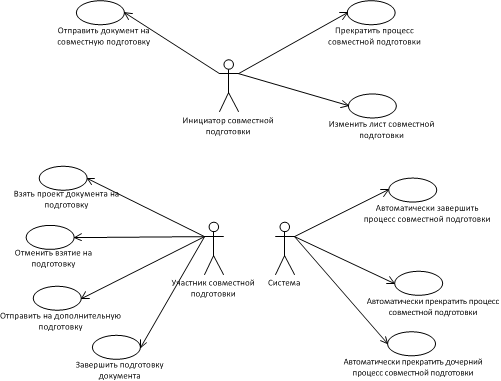 Отправить документ на
совместную подготовку
Прекратить процесс
совместной подготовки
Инициатор совместной
подготовки
Изменить лист совместной
подготовки
Взять проект документа на
подготовку
Автоматически завершить
процесс совместной подготовки
Отменить взятие на
подготовку
Участник совместной
подготовки
Система
Автоматически прекратить процесс
совместной подготовки
Отправить на дополнительную
подготовку
Завершить подготовку
документа
Автоматически прекратить дочерний
процесс совместной подготовки